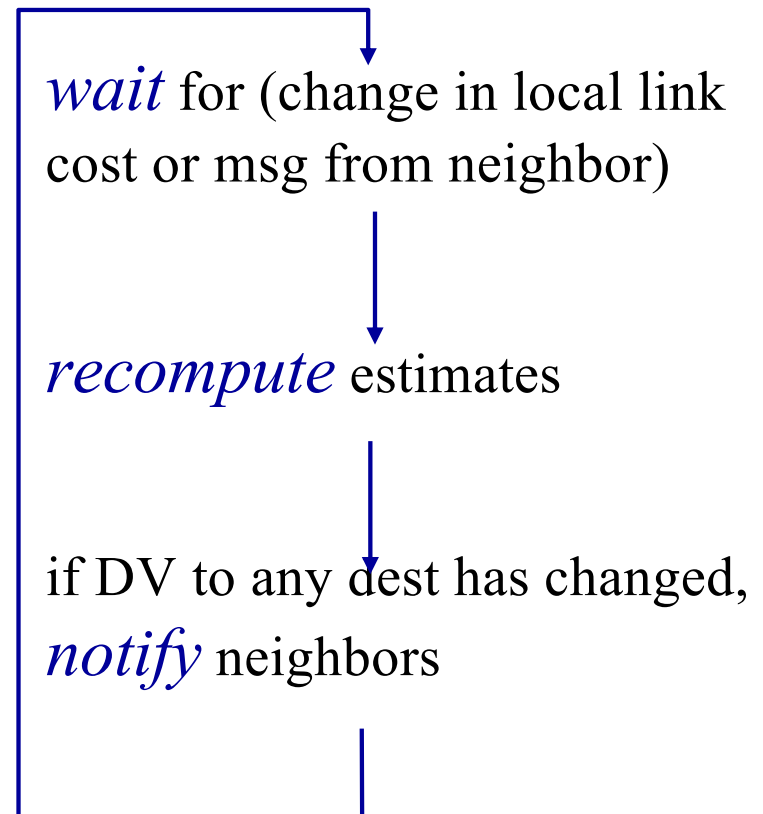 wait for (change in local link
cost or msg from neighbor)
recompute estimates
if DV to any dest has changed,
notify neighbors